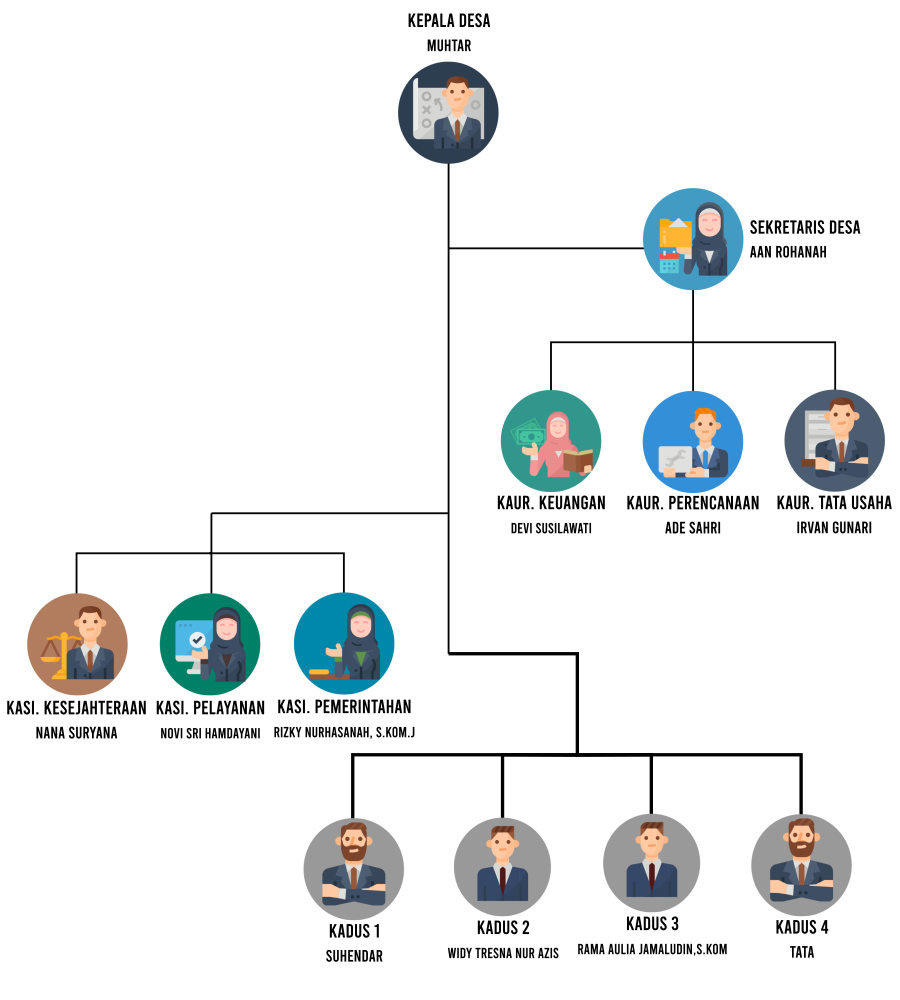 KEPALA DESA
MUHTAR
SEKRETARIS DESA
AAN ROHANAH
KAUR. KEUANGAN
DEVI SUSILAWATI
KAUR. PERENCANAAN
ADE SAHRI
KAUR. TATA USAHA
IRVAN GUNARI
KASI. KESEJAHTERAAN
NANA SURYANA
KASI. PELAYANAN
NOVI SRI HAMDAYANI
KASI. PEMERINTAHAN
RIZKY NURHASANAH, S.KOM.J
KADUS 1
SUHENDAR
KADUS 2
WIDY TRESNA NUR AZIS
KADUS 3
RAMA AULIA JAMALUDIN,S.KOM
KADUS 4
TATA